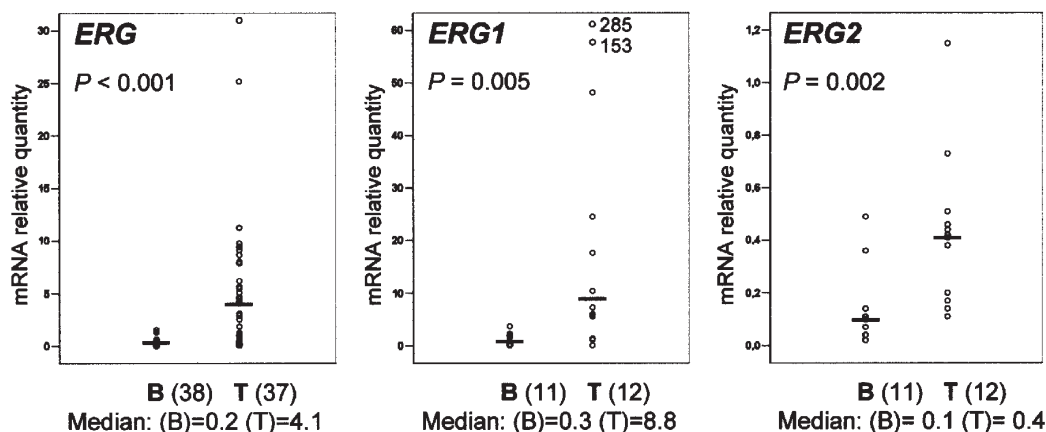 ERG
P < 0.001
mRNA relative quantity
30
25
20
15
10
5
0
B (38) T (37)
Median: (B)=0.2 (T)=4.1
ERG1
P = 0.005
285
153
mRNA relative quantity
60
50
40
30
20
10
0
B (11) T (12)
Median: (B)=0.3 (T)=8.8
ERG2
P = 0.002
mRNA relative quantity
1,2
1,0
0,8
0,6
0,4
0,2
0,0
B (11) T (12)
Median: (B)= 0.1 (T)= 0.4